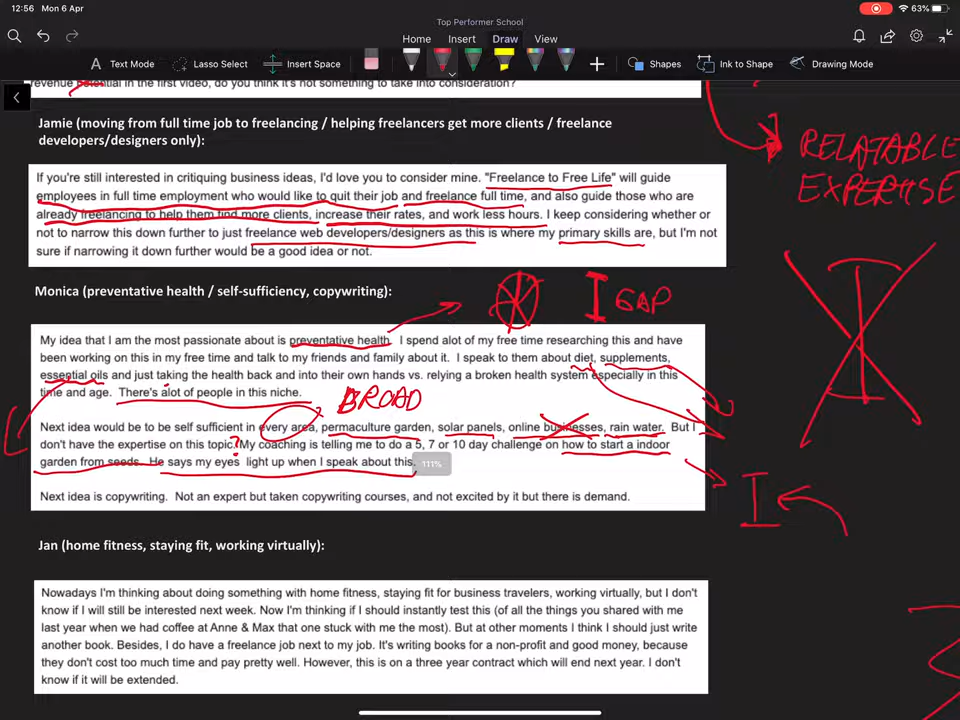 12:56 Mon 6 Apr
63%
Top Performer School
Home Insert Draw View
Text Mode Lasso Select Insert Space Shapes Ink to Shape Drawing Mode
revenue potential in the first video, do you think it's not something to take into consideration?
Jamie (moving from full time job to freelancing / helping freelancers get more clients / freelance
developers/designers only):
RELATABLE
EXPERTISE
If you're still interested in critiquing business ideas, I'd love you to consider mine. "Freelance to Free Life" will guide
employees in full time employment who would like to quit their job and freelance full time, and also guide those who are
already freelancing to help them find more clients, increase their rates, and work less hours. I keep considering whether or
not to narrow this down further to just freelance web developers/designers as this is where my primary skills are, but I'm not
sure if narrowing it down further would be a good idea or not.
Monica (preventative health / self-sufficiency, copywriting):
I GAP
My idea that I am the most passionate about is preventative health. I spend alot of my free time researching this and have
been working on this in my free time and talk to my friends and family about it. I speak to them about diet, supplements,
essential oils and just taking the health back and into their own hands vs. relying a broken health system especially in this
time and age. There's alot of people in this niche.
BROAD
Next idea would be to be self sufficient in every area, permaculture garden, solar panels, online businesses, rain water. But I
don't have the expertise on this topic. My coaching is telling me to do a 5, 7 or 10 day challenge on how to start a indoor
?
garden from seeds. He says my eyes light up when I speak about this.
111%
I
Next idea is copywriting. Not an expert but taken copywriting courses, and not excited by it but there is demand.
Jan (home fitness, staying fit, working virtually):
Nowadays I'm thinking about doing something with home fitness, staying fit for business travelers, working virtually, but I don't
know if I will still be interested next week. Now I'm thinking if I should instantly test this (of all the things you shared with me
last year when we had coffee at Anne & Max that one stuck with me the most). But at other moments I think I should just write
another book. Besides, I do have a freelance job next to my job. It's writing books for a non-profit and good money, because
they don't cost too much time and pay pretty well. However, this is on a three year contract which will end next year. I don't
know if it will be extended.